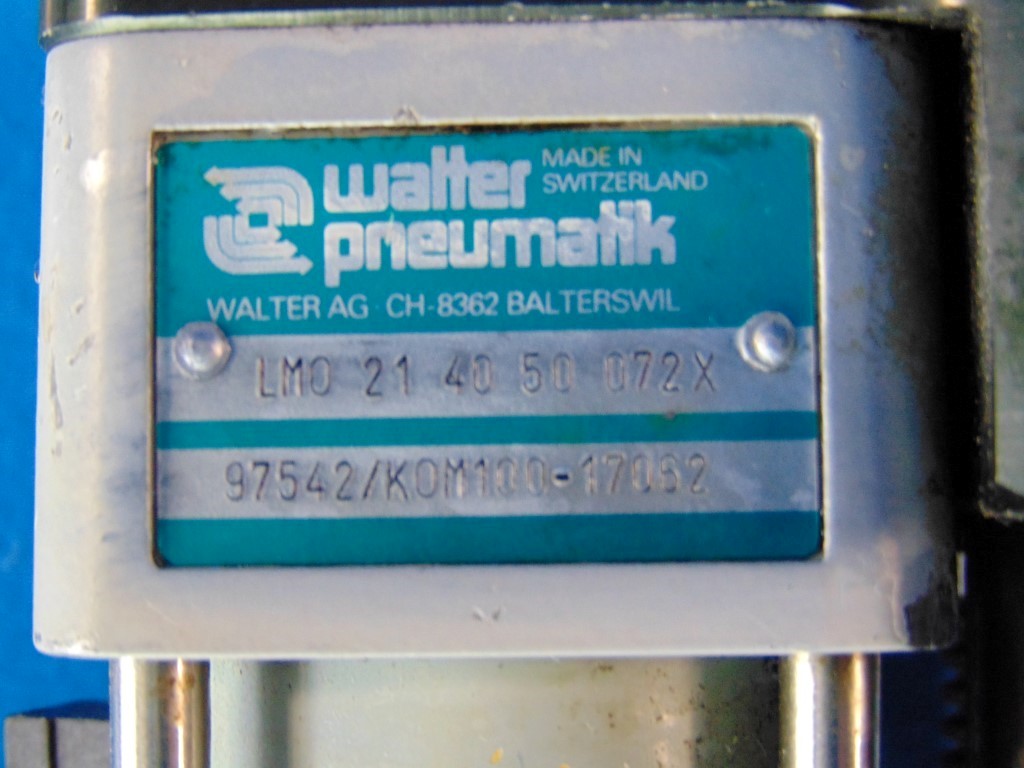 walter
MADE IN
SWITZERLAND
pneumatik
WALTER AG · CH-8362 BALTERSWIL
LMO 21 40 50 072X
97542/KOM100-17062